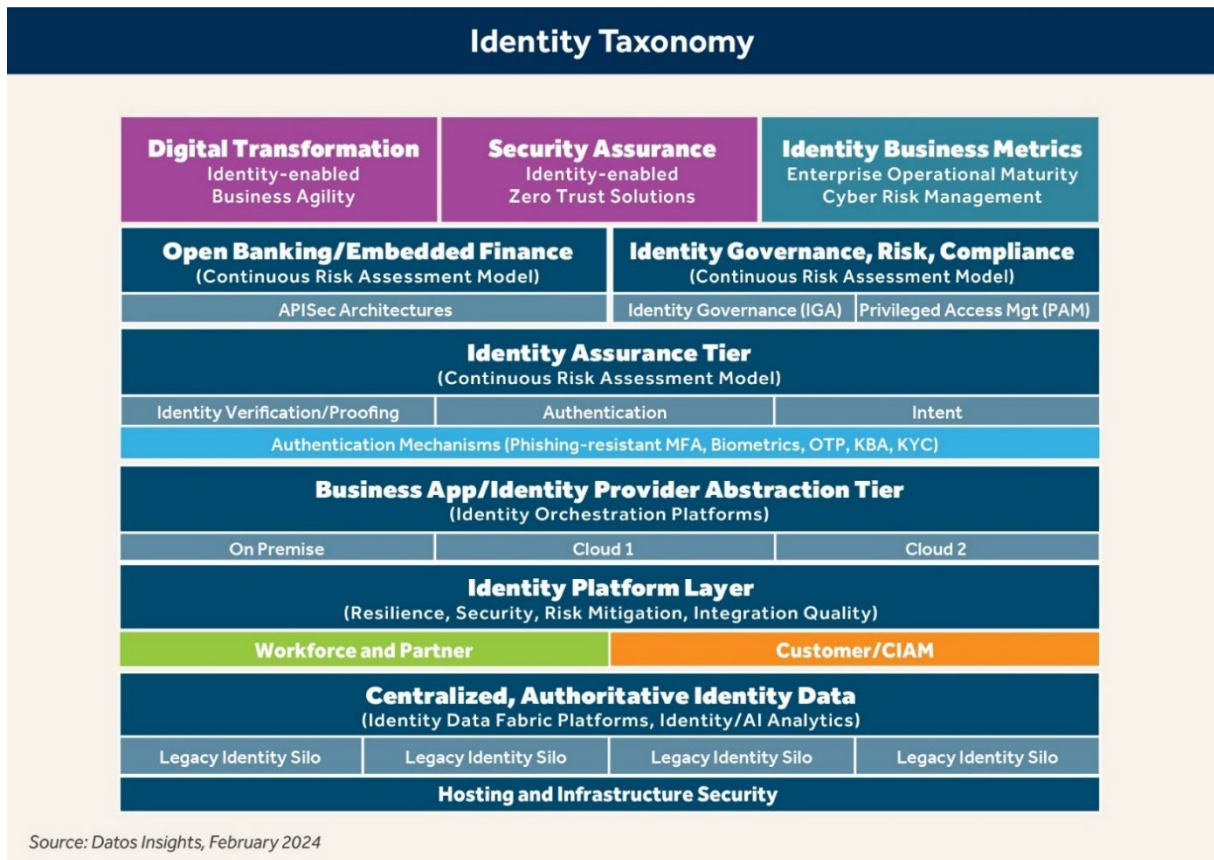 Identity Taxonomy
Digital Transformation
Identity-enabled
Business Agility
Security Assurance
Identity-enabled
Zero Trust Solutions
Identity Business Metrics
Enterprise Operational Maturity
Cyber Risk Management
Open Banking/Embedded Finance
(Continuous Risk Assessment Model)
APISec Architectures
Identity Governance, Risk, Compliance
(Continuous Risk Assessment Model)
Identity Governance (IGA)
Privileged Access Mgt (PAM)
Identity Assurance Tier
(Continuous Risk Assessment Model)
Identity Verification/Proofing
Authentication
Intent
Authentication Mechanisms (Phishing-resistant MFA, Biometrics, OTP, KBA, KYC)
Business App/Identity Provider Abstraction Tier
(Identity Orchestration Platforms)
On Premise
Cloud 1
Cloud 2
Identity Platform Layer
(Resilience, Security, Risk Mitigation, Integration Quality)
Workforce and Partner
Customer/CIAM
Centralized, Authoritative Identity Data
(Identity Data Fabric Platforms, Identity/AI Analytics)
Legacy Identity Silo
Legacy Identity Silo
Legacy Identity Silo
Legacy Identity Silo
Hosting and Infrastructure Security
Source: Datos Insights, February 2024